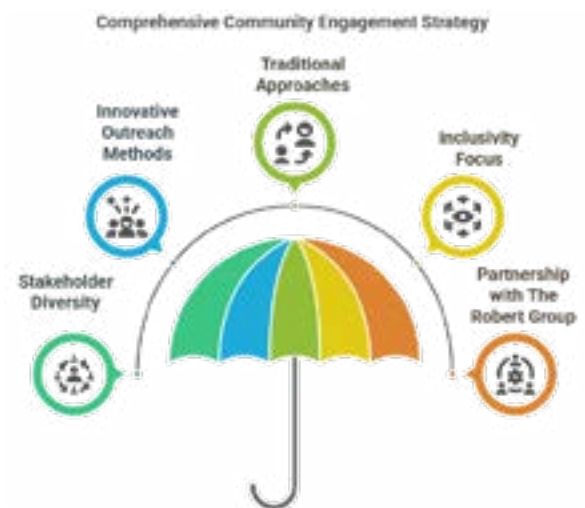 Comprehensive Community Engagement Strategy
Traditional
Approaches
Innovative
Outreach
Methods
Inclusivity
Focus
Stakeholder
Diversity
Partnership
with The
Robert Group